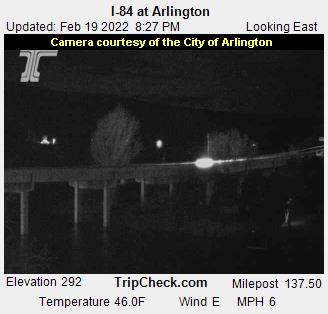 I-84 at Arlington
Updated: Feb 19 2022 8:27 PM Looking East
Camera courtesy of the City of Arlington
Elevation 292 TripCheck.com Milepost 137.50
Temperature 46.0F Wind E MPH 6